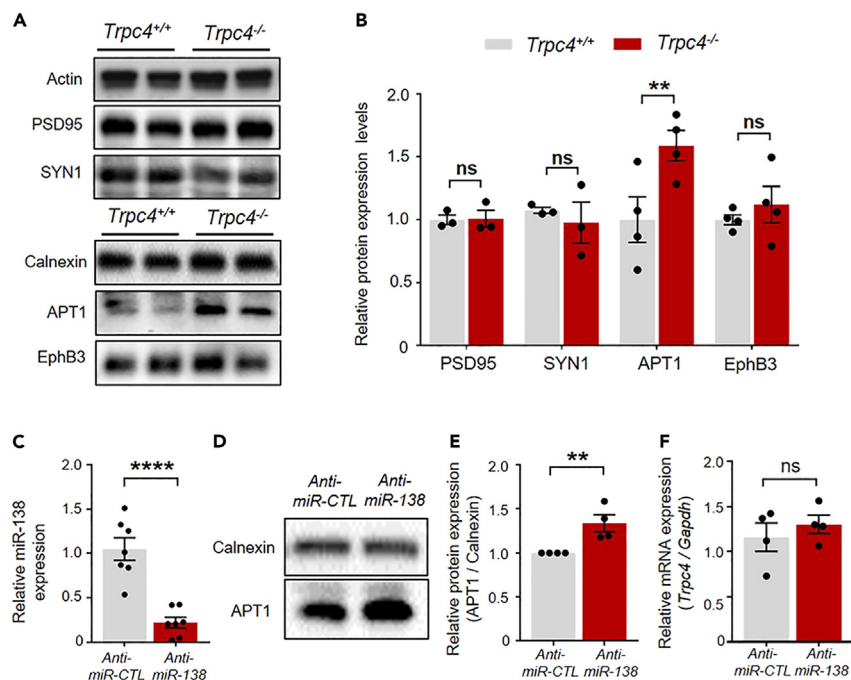 A
Trpc4+/+ Trpc4-/-
Actin
PSD95
SYN1
Trpc4+/+ Trpc4-/-
Calnexin
APT1
EphB3
B
Trpc4+/+ Trpc4-/-
Relative protein expression levels
2.0
1.5
1.0
0.5
0
ns
ns
**
ns
PSD95 SYN1 APT1 EphB3
C
Relative miR-138
expression
2.0
1.5
1.0
0.5
0
****
Anti-
miR-CTL
Anti-
miR-138
D
Anti-
miR-CTL
Anti-
miR-138
Calnexin
APT1
E
Relative protein expression
(APT1 / Calnexin)
2.0
1.5
1.0
0.5
0
**
Anti-
miR-CTL
Anti-
miR-138
F
Relative mRNA expression
(Trpc4 / Gapdh)
2.0
1.5
1.0
0.5
0
ns
Anti-
miR-CTL
Anti-
miR-138